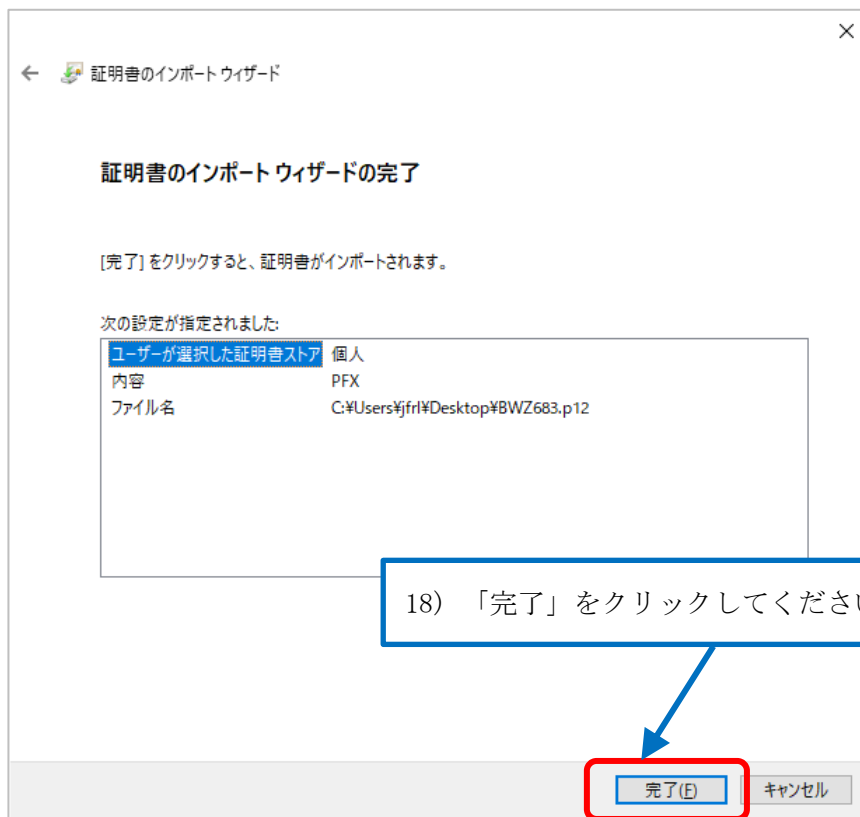 証明書のインポート ウィザード
証明書のインポート ウィザードの完了
[完了] をクリックすると、証明書がインポートされます。
次の設定が指定されました:
ユーザーが選択した証明書ストア 個人
内容 PFX
ファイル名 C:¥Users¥jfrl¥Desktop¥BWZ683.p12
18) 「完了」をクリックしてくださ
完了(F) キャンセル